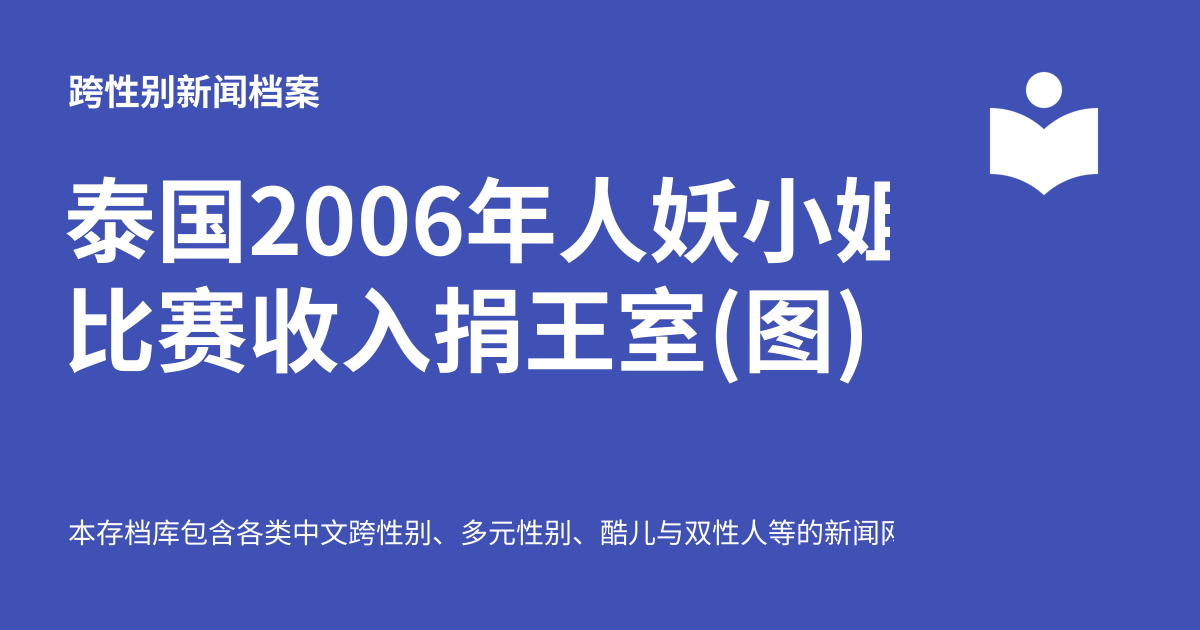 跨性别新闻档案
泰国2006年人妖小姐
比赛收入捐王室(图)
本存档库包含各类中文跨性别、多元性别、酷儿与双性人等的新闻网